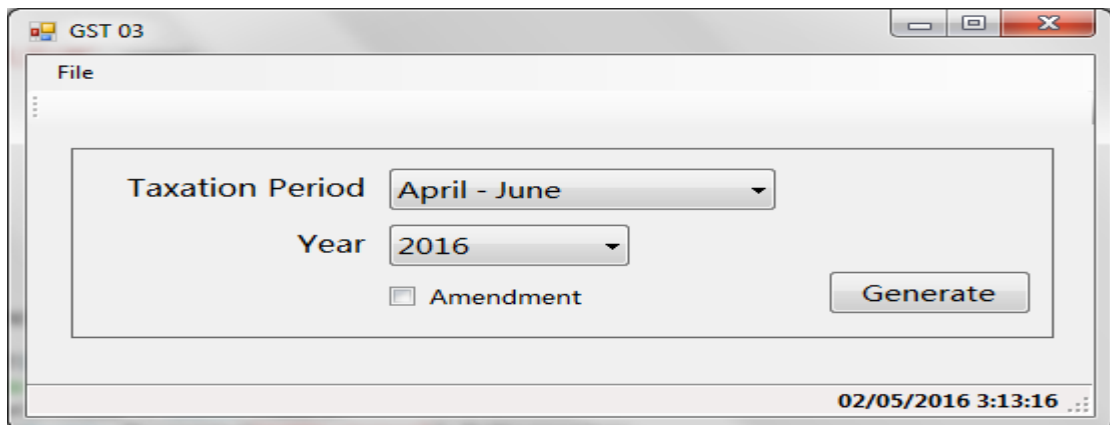 GST 03
File
Taxation Period April - June
Year 2016
Amendment Generate
02/05/2016 3:13:16